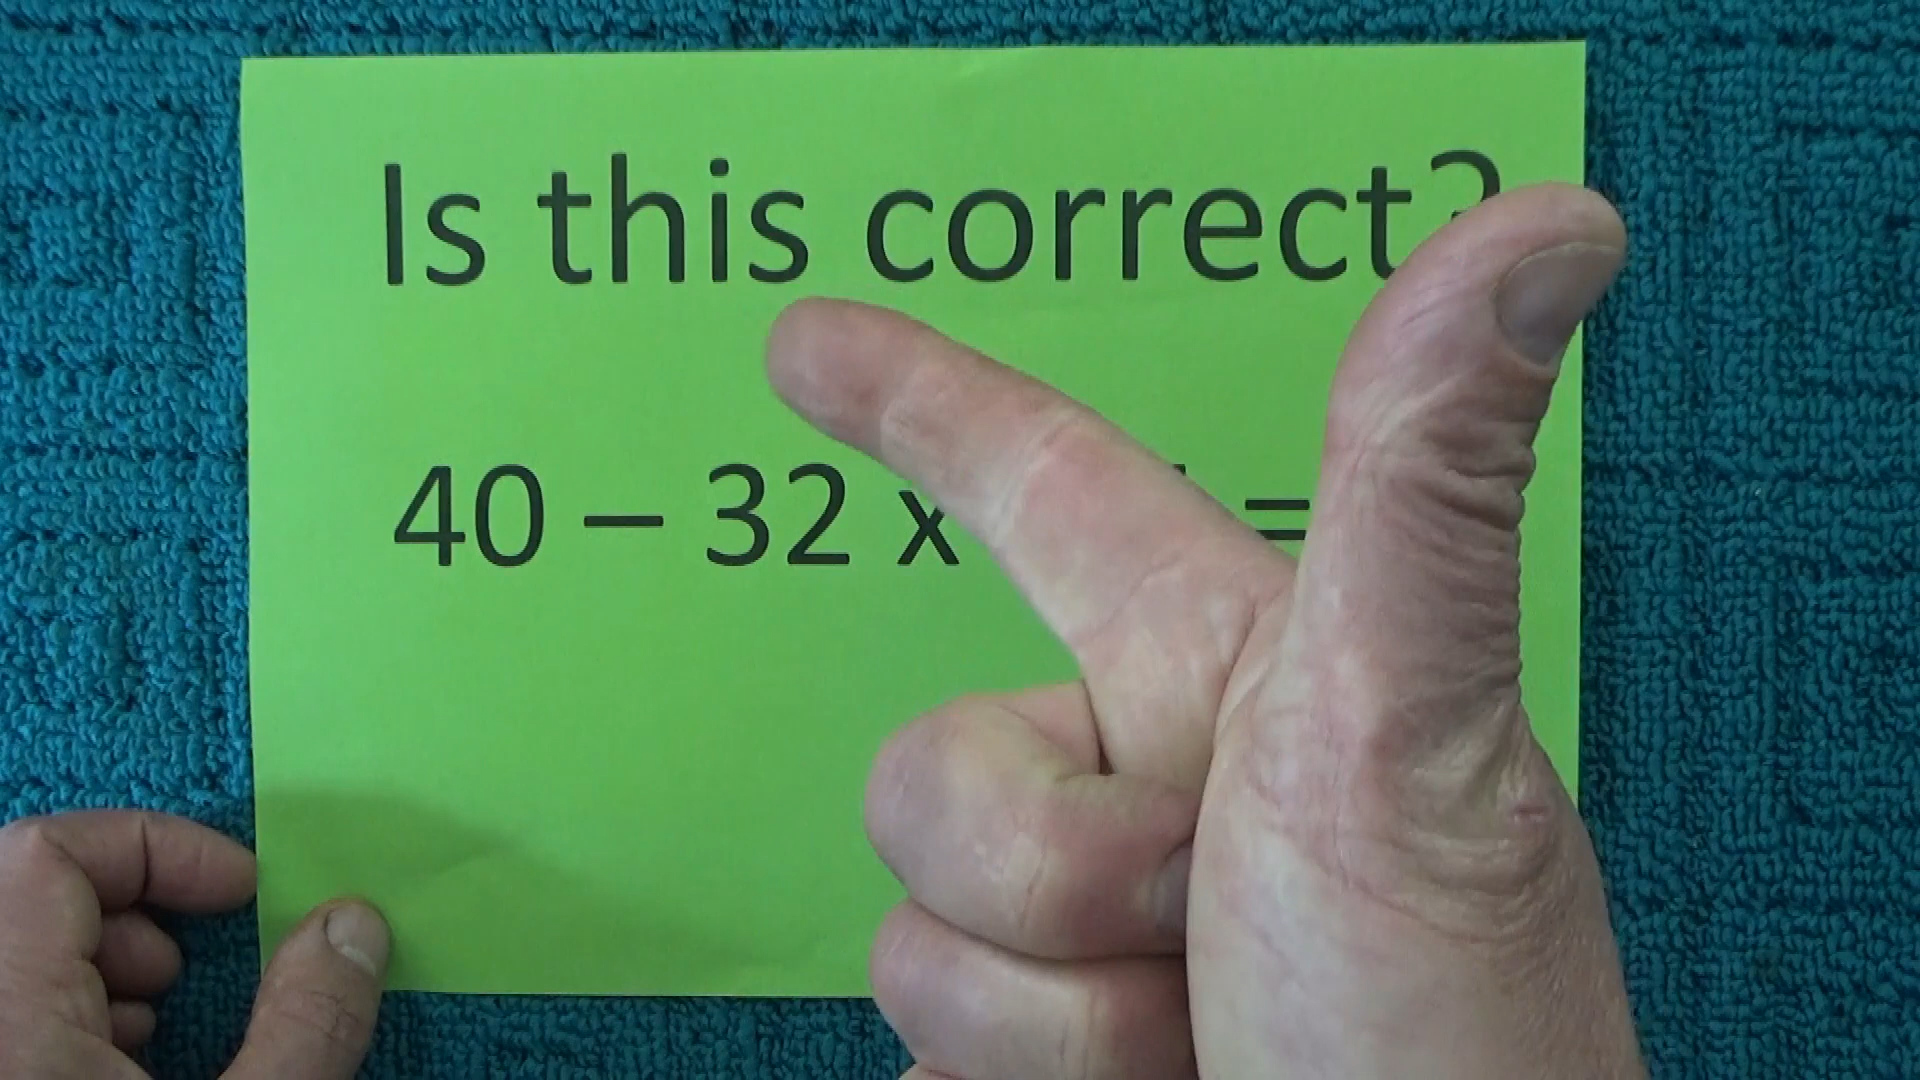 Is this correct?
40 – 32 x =